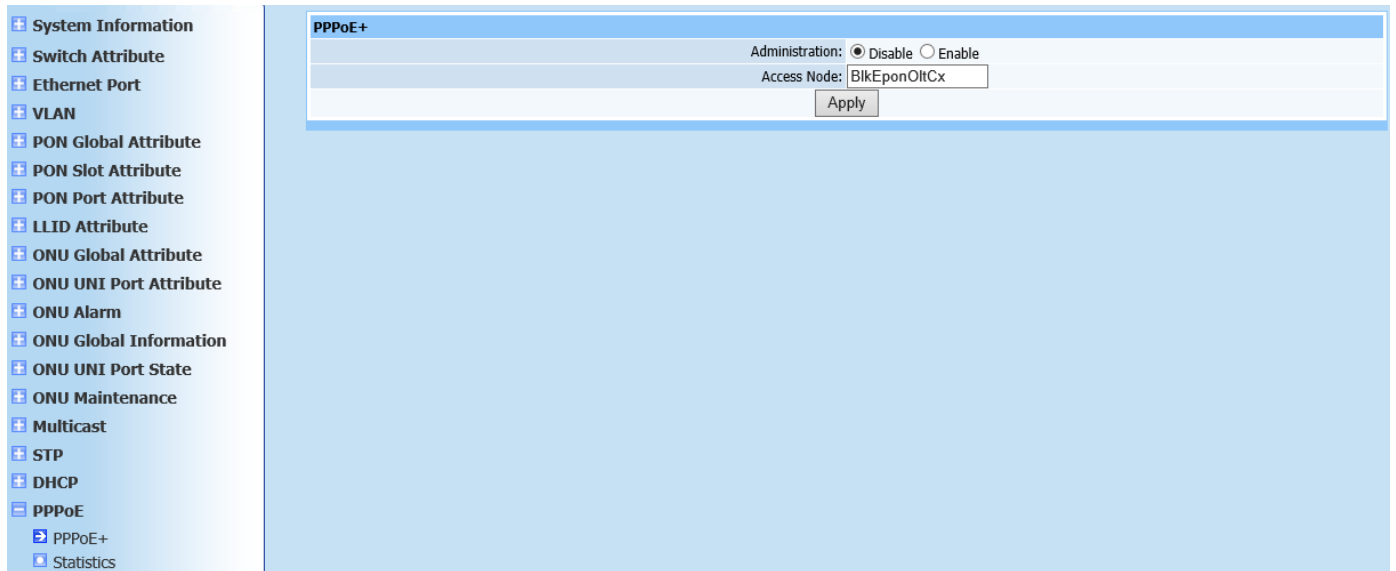 System Information
Switch Attribute
Ethernet Port
VLAN
PON Global Attribute
PON Slot Attribute
PON Port Attribute
LLID Attribute
ONU Global Attribute
ONU UNI Port Attribute
ONU Alarm
ONU Global Information
ONU UNI Port State
ONU Maintenance
Multicast
STP
DHCP
PPPoE
PPPoE+
Statistics
PPPoE+
Administration: Disable Enable
Access Node: BlkEponOltCx
Apply